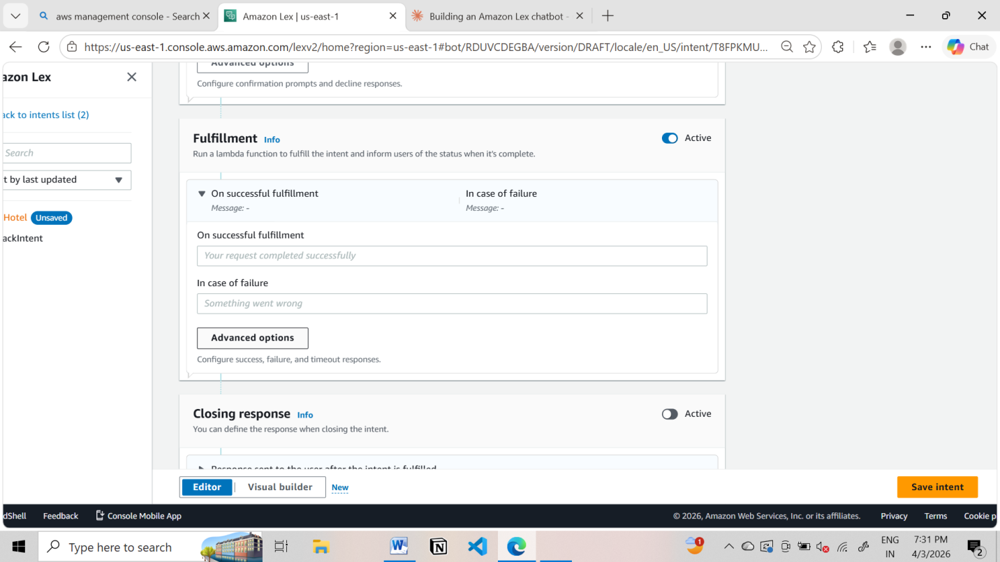 aws management console - Search
Amazon Lex | us-east-1
Building an Amazon Lex chatbot -
https://us-east-1.console.aws.amazon.com/lexv2/home?region=us-east-1#bot/RDUVCDEGBA/version/DRAFT/locale/en_US/intent/T8FPKMU...
Chat
azon Lex
ack to intents list (2)
Search
t by last updated
Hotel Unsaved
ackIntent
Advanced options
Configure confirmation prompts and decline responses.
Fulfillment Info
Active
Run a lambda function to fulfill the intent and inform users of the status when it's complete.
On successful fulfillment
Message: -
In case of failure
Message: -
On successful fulfillment
Your request completed successfully
In case of failure
Something went wrong
Advanced options
Configure success, failure, and timeout responses.
Closing response Info
Active
You can define the response when closing the intent.
Response sent to the user after the intent is fulfilled
Editor | Visual builder New
Save intent
dShell Feedback Console Mobile App
© 2026, Amazon Web Services, Inc. or its affiliates. Privacy Terms Cookie p
Type here to search
1
ENG
IN
7:31 PM
4/3/2026
2